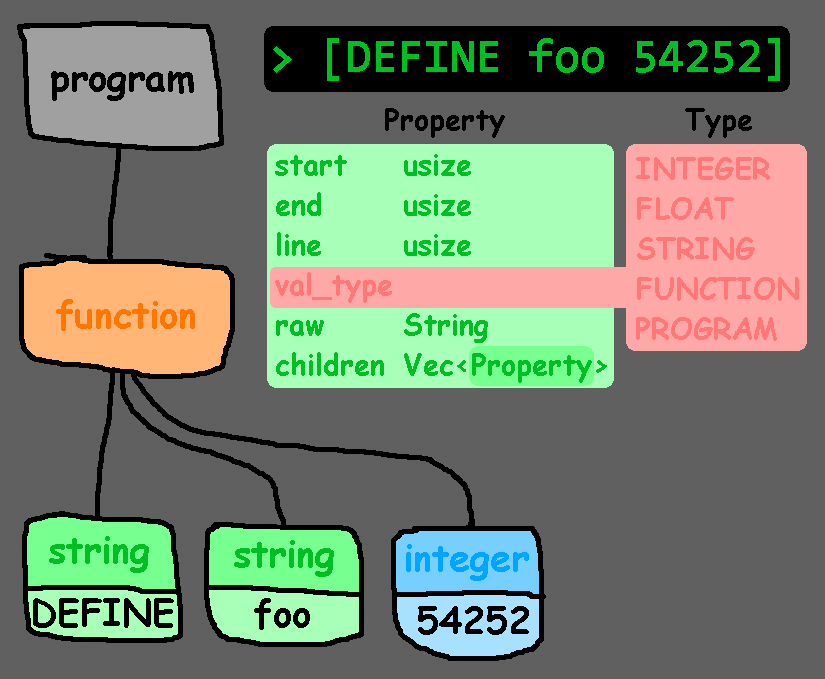 program
> [DEFINE foo 54252]
Property Type
start usize INTEGER
end usize FLOAT
line usize STRING
val_type FUNCTION
raw String PROGRAM
children Vec<Property>
function
string string integer
DEFINE foo 54252